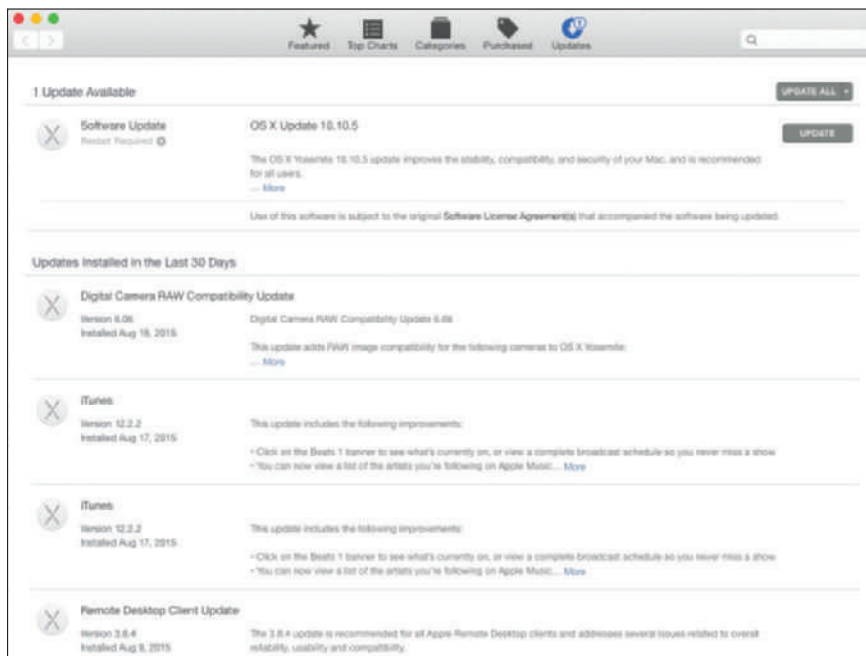 Featured Top Charts Categories Purchased Updates
1
1 Update Available
UPDATE ALL
Software Update
Restart Required
OS X Update 10.10.5
UPDATE
The OS X Yosemite 10.10.5 update improves the stability, compatibility, and security of your Mac, and is recommended
for all users.
... More
Use of this software is subject to the original Software License Agreement(s) that accompanied the software being updated.
Updates Installed in the Last 30 Days
Digital Camera RAW Compatibility Update
Version 6.06
Installed Aug 19, 2015
Digital Camera RAW Compatibility Update 6.06
This update adds RAW image compatibility for the following cameras to OS X Yosemite:
... More
iTunes
Version 12.2.2
Installed Aug 17, 2015
This update includes the following improvements:
• Click on the Beats 1 banner to see what's currently on, or view a complete broadcast schedule so you never miss a show
• You can now view a list of the artists you're following on Apple Music... More
iTunes
Version 12.2.2
Installed Aug 17, 2015
This update includes the following improvements:
• Click on the Beats 1 banner to see what's currently on, or view a complete broadcast schedule so you never miss a show
• You can now view a list of the artists you're following on Apple Music... More
Remote Desktop Client Update
Version 3.8.4
Installed Aug 9, 2015
The 3.8.4 update is recommended for all Apple Remote Desktop clients and addresses several issues related to overall
reliability, usability and compatibility.